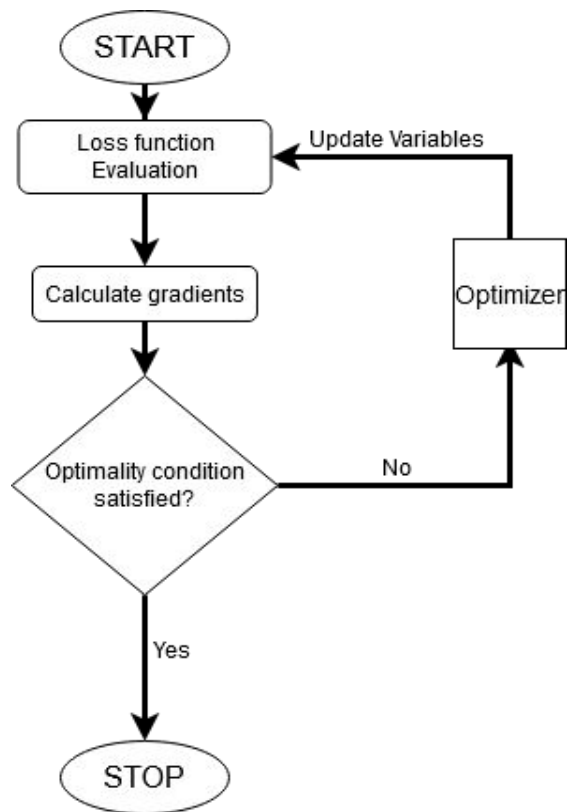 START
Loss function
Evaluation
Update Variables
Calculate gradients
Optimizer
Optimality condition
satisfied?
No
Yes
STOP